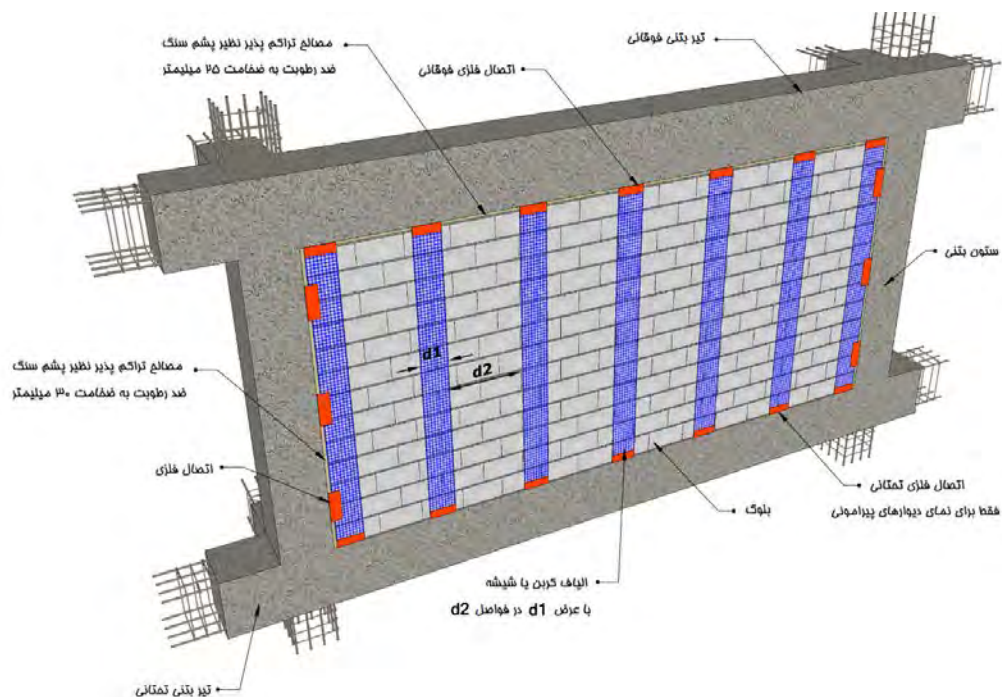 مصالح تراکم پذیر نظیر پشم سنگ
ضد رطوبت به ضخامت ۲۵ میلیمتر
اتصال فلزی فوقانی
تیر بتنی فوقانی
ستون بتنی
d1
d2
مصالح تراکم پذیر نظیر پشم سنگ
ضد رطوبت به ضخامت ۳۰ میلیمتر
اتصال فلزی
اتصال فلزی تحتانی
فقط برای نمای دیوارهای پیرامونی
بلوک
الیاف کربن یا شیشه
با عرض d1 در فواصل d2
تیر بتنی تحتانی